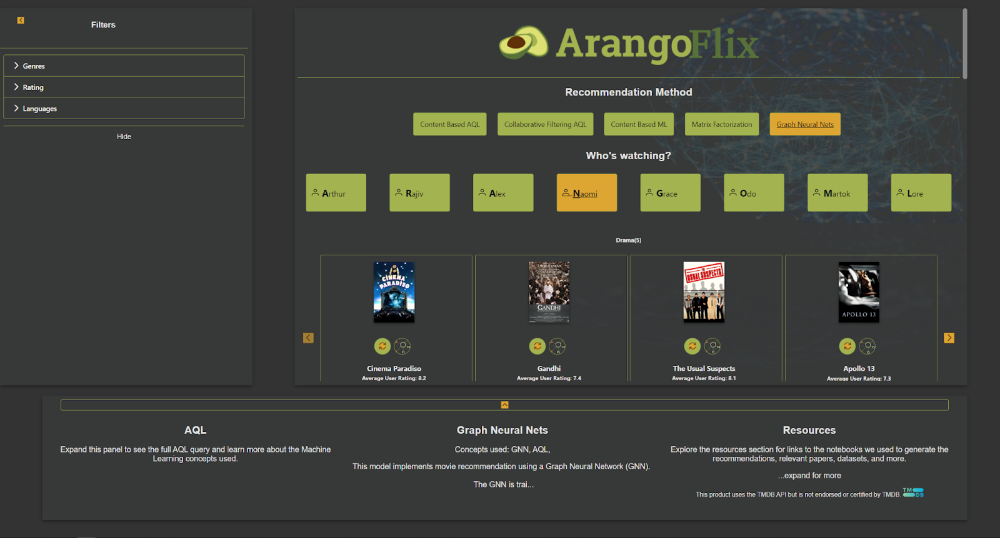 Filters
Genres
Rating
Languages
Hide
ArangoFlix
Recommendation Method
Content Based AQL
Collaborative Filtering AQL
Content Based ML
Matrix Factorization
Graph Neural Nets
Who's watching?
Arthur
Rajiv
Alex
Naomi
Grace
Odo
Martok
Lore
Drama(5)
CINEMA
PARADISO
GANDHI
THE
USUAL SUSPECTS
APOLLO 13
Cinema Paradiso
Average User Rating: 8.2
Gandhi
Average User Rating: 7.4
The Usual Suspects
Average User Rating: 8.1
Apollo 13
Average User Rating: 7.3
AQL
Expand this panel to see the full AQL query and learn more about the Machine
Learning concepts used.
Graph Neural Nets
Concepts used: GNN, AQL,
This model implements movie recommendation using a Graph Neural Network (GNN).
The GNN is trai...
Resources
Explore the resources section for links to the notebooks we used to generate the
recommendations, relevant papers, datasets, and more.
...expand for more
This product uses the TMDB API but is not endorsed or certified by TMDB.
TM
DB